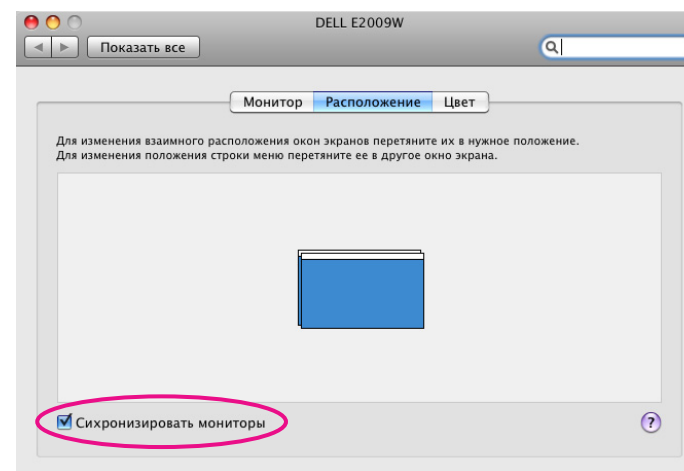 DELL E2009W
Показать все
Монитор Расположение Цвет
Для изменения взаимного расположения окон экранов перетяните их в нужное положение.
Для изменения положения строки меню перетяните ее в другое окно экрана.
Сихронизировать мониторы
?